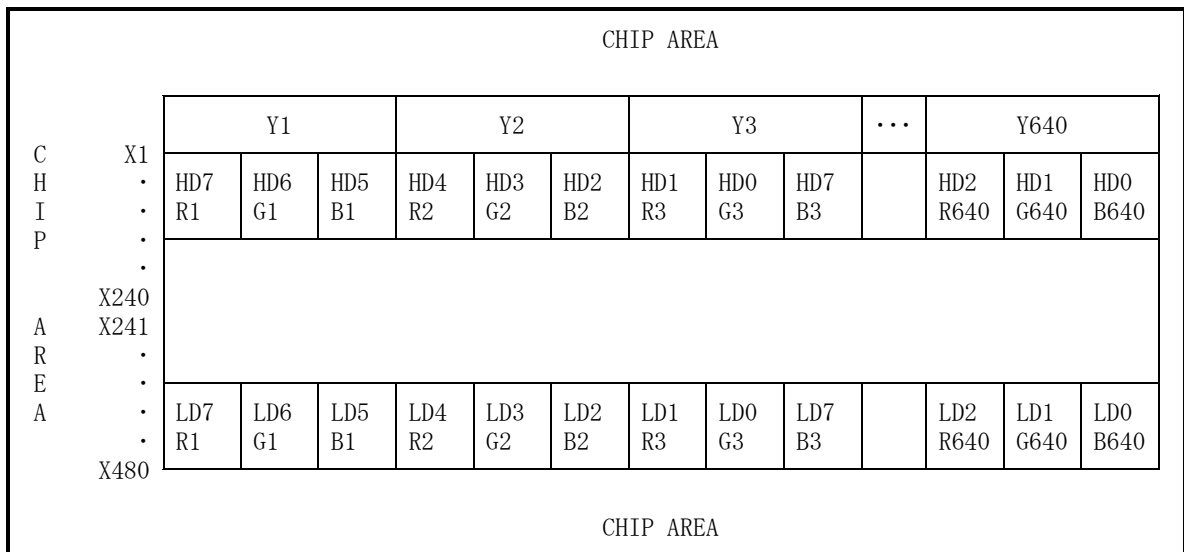 CHIP AREA
Y1 Y2 Y3 ··· Y640
CHIP AREA
X1
·
·
·
·
X240
X241
·
·
·
·
X480
HD7 HD6 HD5 HD4 HD3 HD2 HD1 HD0 HD7 HD2 HD1 HD0
R1 G1 B1 R2 G2 B2 R3 G3 B3 R640 G640 B640
LD7 LD6 LD5 LD4 LD3 LD2 LD1 LD0 LD7 LD2 LD1 LD0
R1 G1 B1 R2 G2 B2 R3 G3 B3 R640 G640 B640
CHIP AREA